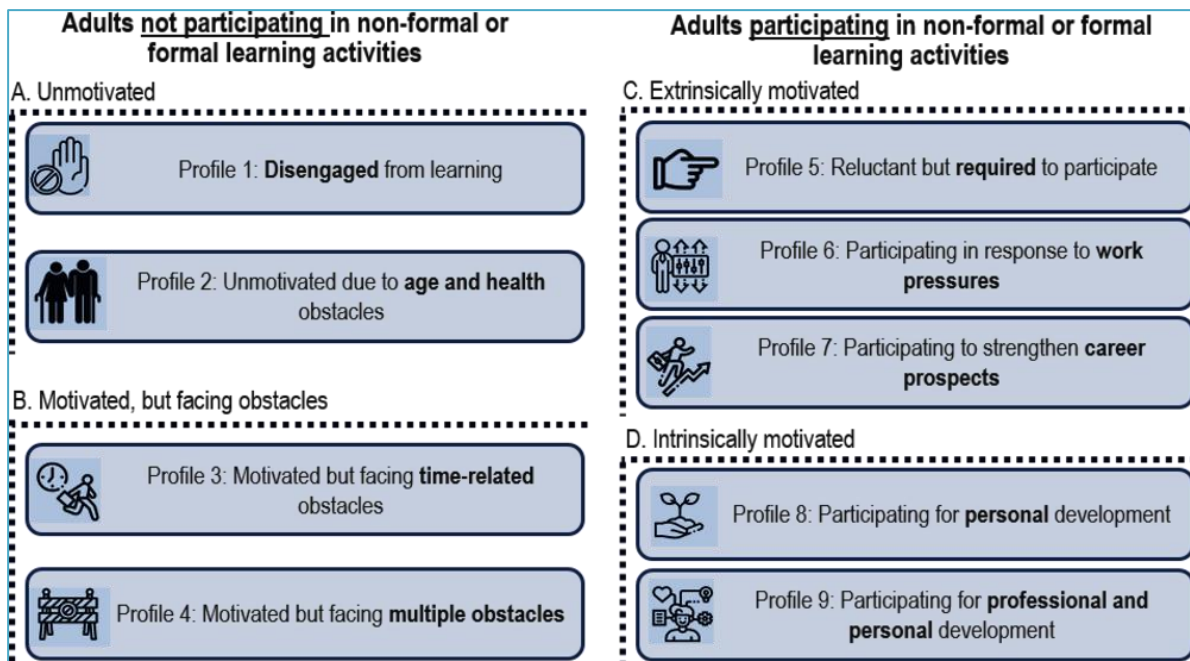 Adults not participating in non-formal or
formal learning activities
A. Unmotivated
Profile 1: Disengaged from learning
Profile 2: Unmotivated due to age and health
obstacles
B. Motivated, but facing obstacles
Profile 3: Motivated but facing time-related
obstacles
Profile 4: Motivated but facing multiple obstacles
Adults participating in non-formal or formal
learning activities
C. Extrinsically motivated
Profile 5: Reluctant but required to participate
Profile 6: Participating in response to work
pressures
Profile 7: Participating to strengthen career
prospects
D. Intrinsically motivated
Profile 8: Participating for personal development
Profile 9: Participating for professional and
personal development